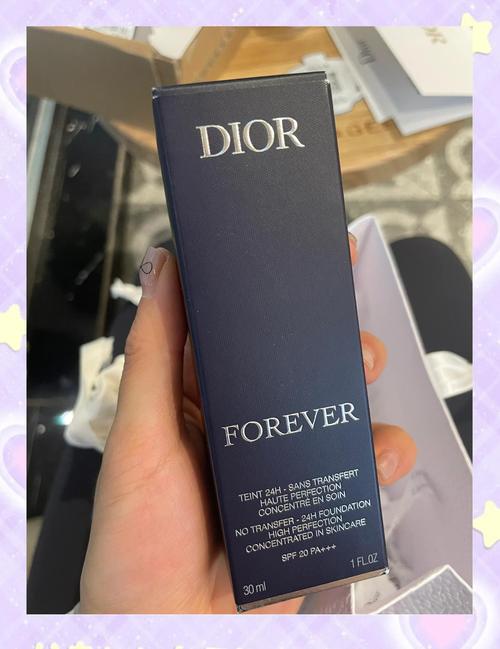 DIOR
FOREVER
TEINT 24H - SANS TRANSFERT
HAUTE PERFECTION
CONCENTRÉ EN SOIN
NO TRANSFER - 24H FOUNDATION
HIGH PERFECTION
CONCENTRATED IN SKINCARE
SPF 20 PA+++
30 ml
1 FL.OZ
Dior